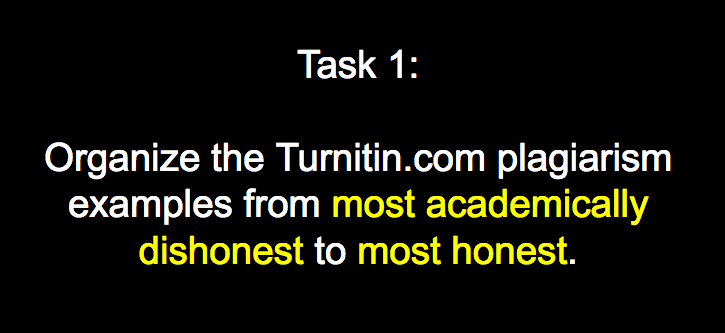 Task 1:
Organize the Turnitin.com plagiarism
examples from most academically
dishonest to most honest.